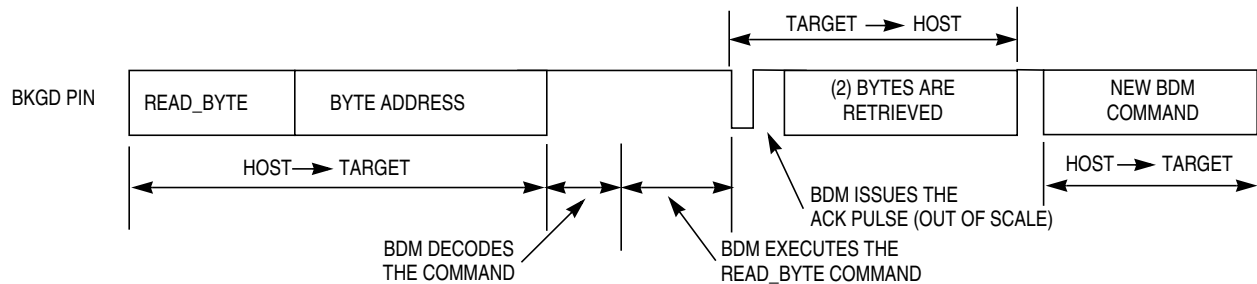 TARGET → HOST
BKGD PIN
READ_BYTE
BYTE ADDRESS
(2) BYTES ARE
RETRIEVED
NEW BDM
COMMAND
HOST → TARGET
HOST → TARGET
BDM ISSUES THE
ACK PULSE (OUT OF SCALE)
BDM DECODES
THE COMMAND
BDM EXECUTES THE
READ_BYTE COMMAND